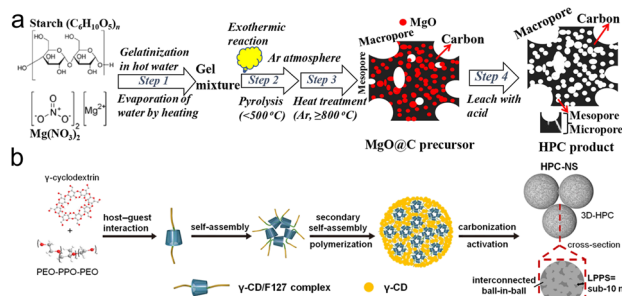 a
Starch (C6H10O5)n
Mg(NO3)2
Gelatinization
in hot water
Step 1
Evaporation of
water by heating
Gel
mixture
Exothermic
reaction
Ar atmosphere
Step 2
Step 3
Pyrolysis
(<500°C)
Heat treatment
(Ar, ≥800°C)
Macropore
MgO
Carbon
Mesopore
MgO@C precursor
Step 4
Leach with
acid
Macropore
Carbon
Mesopore
Micropore
HPC product
b
γ-cyclodextrin
+
PEO-PPO-PEO
host–guest
interaction
self-assembly
secondary
self-assembly
polymerization
carbonization
activation
HPC-NS
3D-HPC
cross-section
interconnected
ball-in-ball
LPPS=
sub-10 n
γ-CD/F127 complex
γ-CD